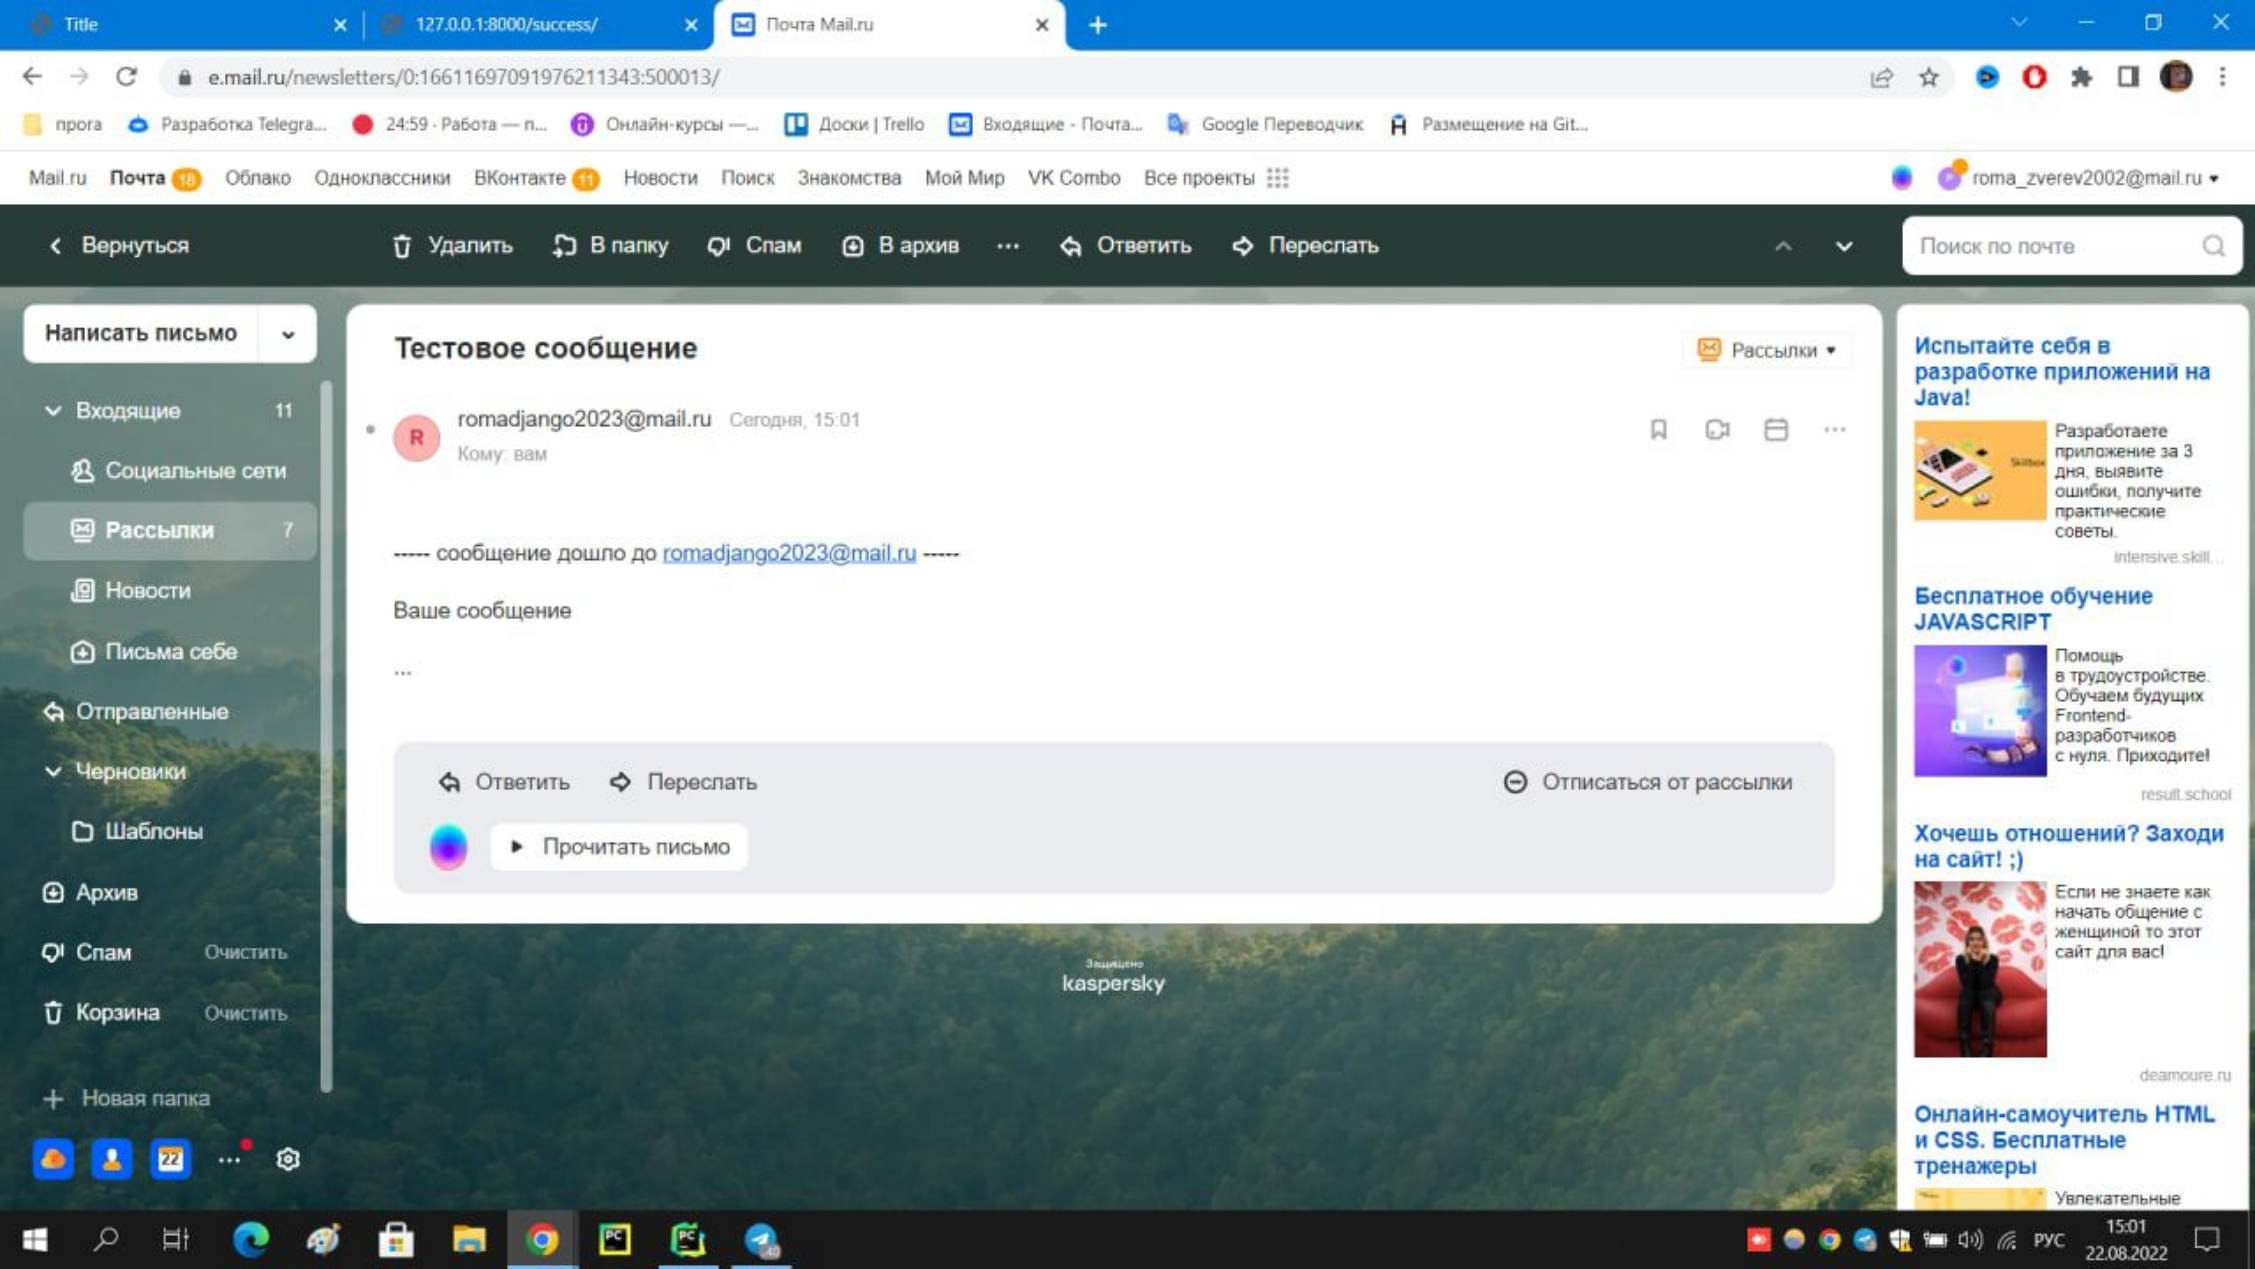 Title
127.0.0.1:8000/success/
Почта Mail.ru
e.mail.ru/newsletters/0:16611697091976211343:500013/
прога
Разработка Telegra...
24:59 · Работа — п...
Онлайн-курсы —...
Доски | Trello
Входящие - Почта...
Google Переводчик
Размещение на Git...
Mail.ru Почта 18 Облако Одноклассники ВКонтакте 11 Новости Поиск Знакомства Мой Мир VK Combo Все проекты
roma_zverev2002@mail.ru
Вернуться
Удалить В папку Спам В архив ... Ответить Переслать
Поиск по почте
Написать письмо
Входящие 11
Социальные сети
Рассылки 7
Новости
Письма себе
Отправленные
Черновики
Шаблоны
Архив
Спам Очистить
Корзина Очистить
Новая папка
22
Тестовое сообщение
Рассылки
R
romadjango2023@mail.ru Сегодня, 15:01
Кому: вам
----- сообщение дошло до romadjango2023@mail.ru -----
Ваше сообщение
...
Ответить Переслать
Отписаться от рассылки
Прочитать письмо
Защищено
kaspersky
Испытайте себя в
разработке приложений на
Java!
Skillbox
Разработаете
приложение за 3
дня, выявите
ошибки, получите
практические
советы.
intensive.skill...
Бесплатное обучение
JAVASCRIPT
Помощь
в трудоустройстве.
Обучаем будущих
Frontend-
разработчиков
с нуля. Приходите!
result.school
Хочешь отношений? Заходи
на сайт! ;)
Если не знаете как
начать общение с
женщиной то этот
сайт для вас!
deamoure.ru
Онлайн-самоучитель HTML
и CSS. Бесплатные
тренажеры
Увлекательные
PC
PC
40
РУС
15:01
22.08.2022